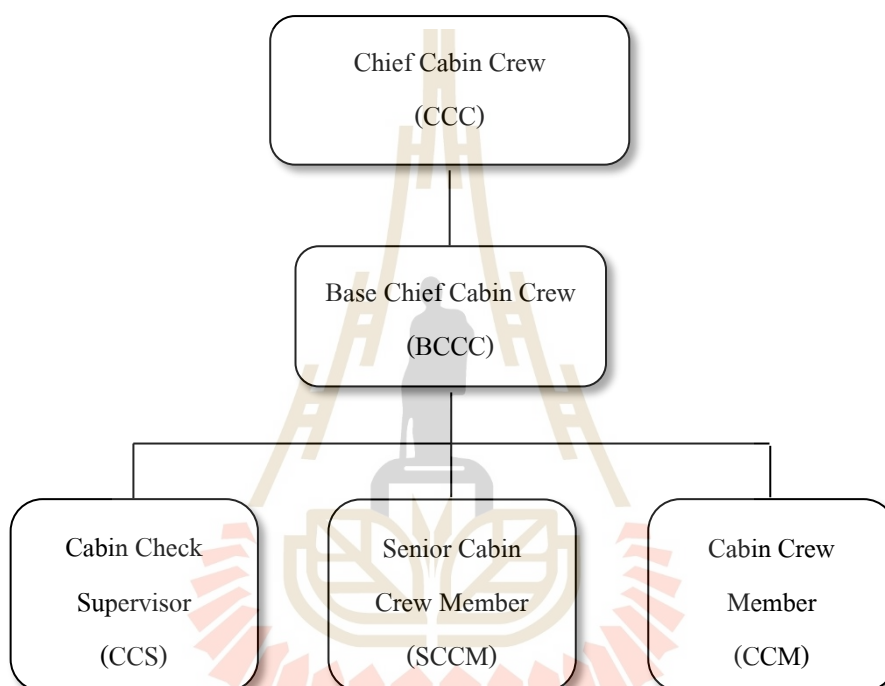 Chief Cabin Crew
(CCC)
Base Chief Cabin Crew
(BCCC)
Cabin Check
Supervisor
(CCS)
Senior Cabin
Crew Member
(SCCM)
Cabin Crew
Member
(CCM)